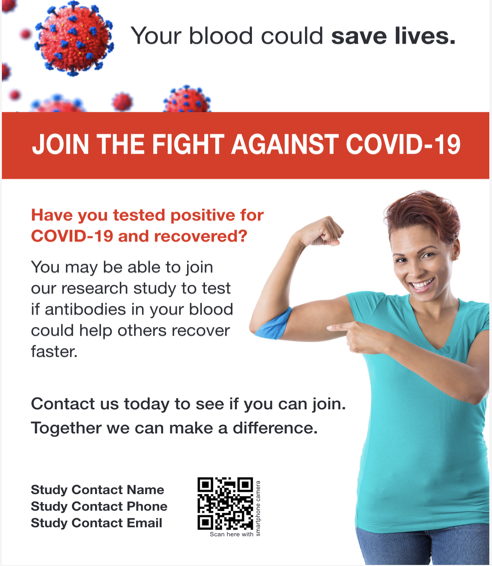 Your blood could save lives.
JOIN THE FIGHT AGAINST COVID-19
Have you tested positive for
COVID-19 and recovered?
You may be able to join
our research study to test
if antibodies in your blood
could help others recover
faster.
Contact us today to see if you can join.
Together we can make a difference.
Study Contact Name
Study Contact Phone
Study Contact Email
Scan here with
smartphone camera